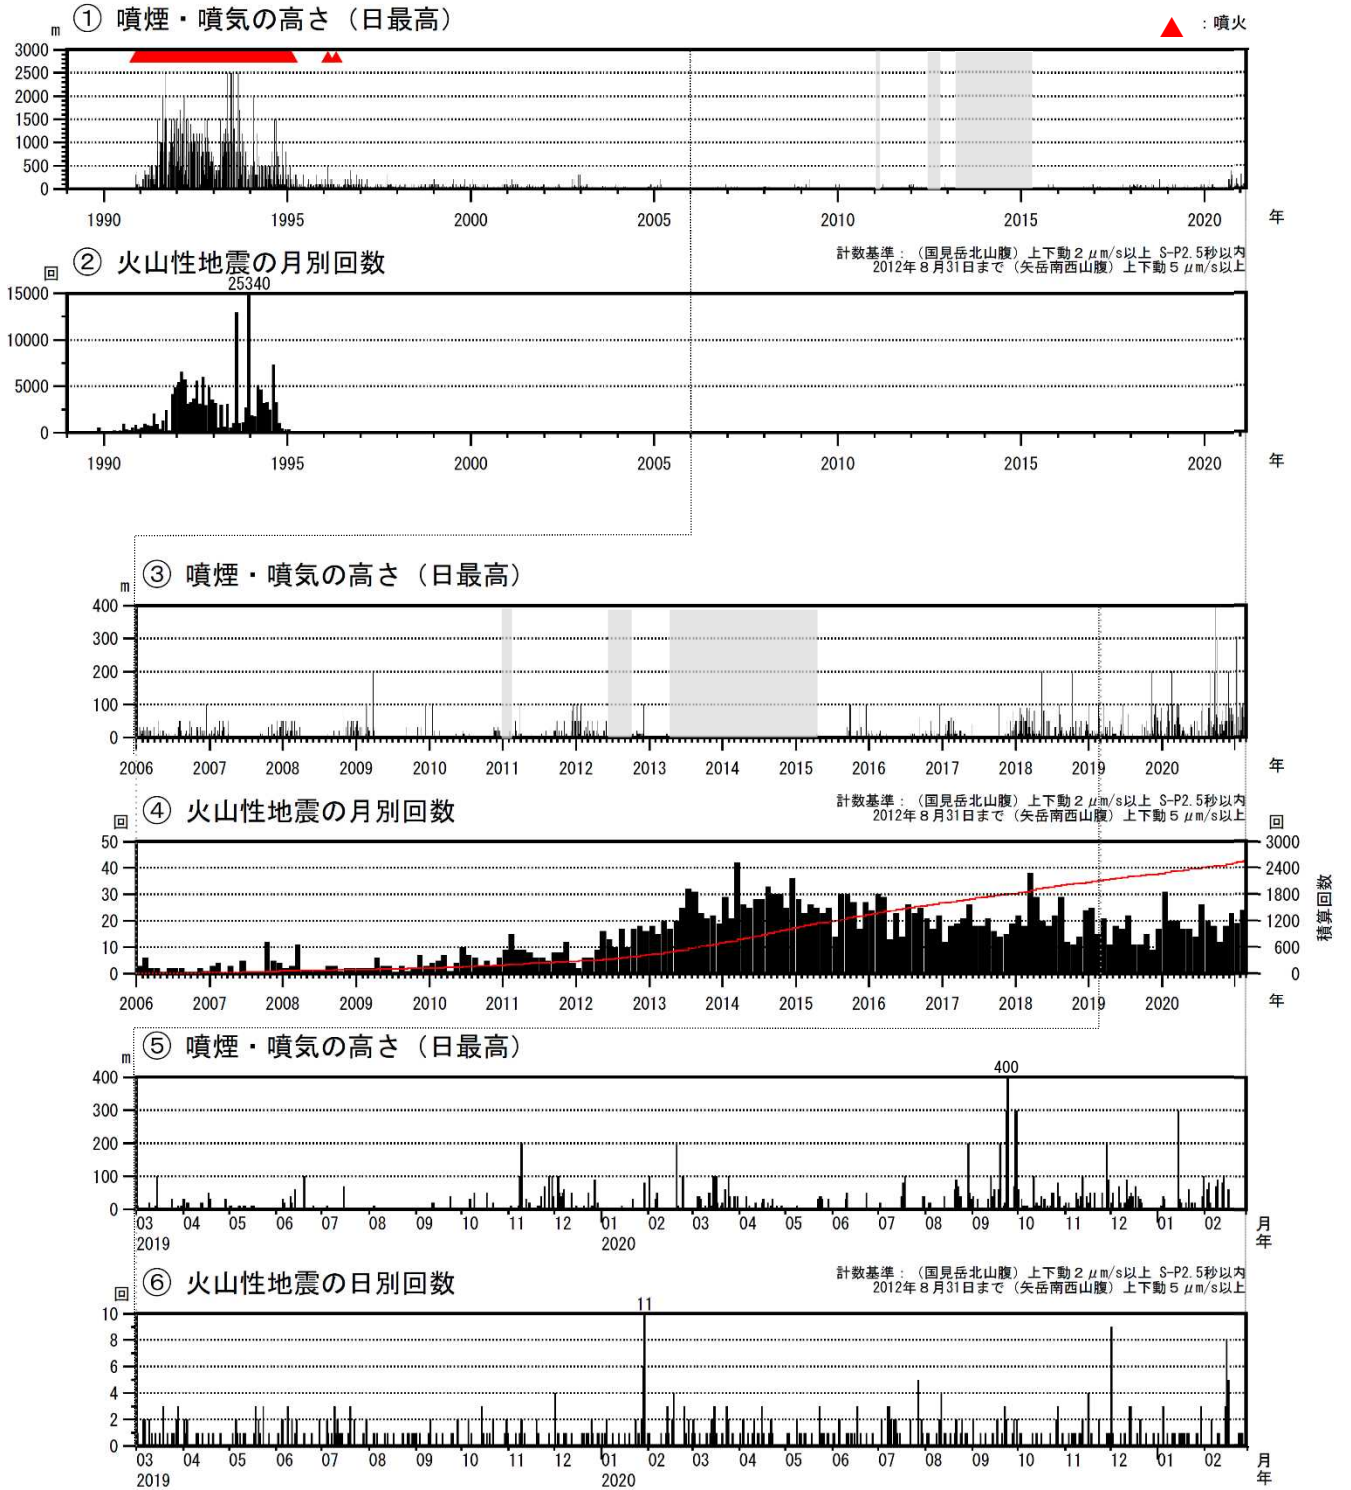 ① 噴煙・噴気の高さ（日最高）
▲ ：噴火
m
3000
2500
2000
1500
1000
500
0
1990 1995 2000 2005 2010 2015 2020 年
② 火山性地震の月別回数
計数基準：（国見岳北山腹）上下動２μm/s以上 S-P2.5秒以内
2012年８月31日まで（矢岳南西山腹）上下動５μm/s以上
回
25340
15000
10000
5000
0
1990 1995 2000 2005 2010 2015 2020 年
③ 噴煙・噴気の高さ（日最高）
m
400
300
200
100
0
2006 2007 2008 2009 2010 2011 2012 2013 2014 2015 2016 2017 2018 2019 2020 年
④ 火山性地震の月別回数
計数基準：（国見岳北山腹）上下動２μm/s以上 S-P2.5秒以内
2012年８月31日まで（矢岳南西山腹）上下動５μm/s以上
回 回
50 3000
40 2400
30 1800
20 1200
10 600
0 0
積算回数
2006 2007 2008 2009 2010 2011 2012 2013 2014 2015 2016 2017 2018 2019 2020 年
⑤ 噴煙・噴気の高さ（日最高）
m
400
400
300
200
100
0
03 04 05 06 07 08 09 10 11 12 01 02 03 04 05 06 07 08 09 10 11 12 01 02 月
2019 2020 年
⑥ 火山性地震の日別回数
計数基準：（国見岳北山腹）上下動２μm/s以上 S-P2.5秒以内
2012年８月31日まで（矢岳南西山腹）上下動５μm/s以上
回
11
10
8
6
4
2
0
03 04 05 06 07 08 09 10 11 12 01 02 03 04 05 06 07 08 09 10 11 12 01 02 月
2019 2020 年